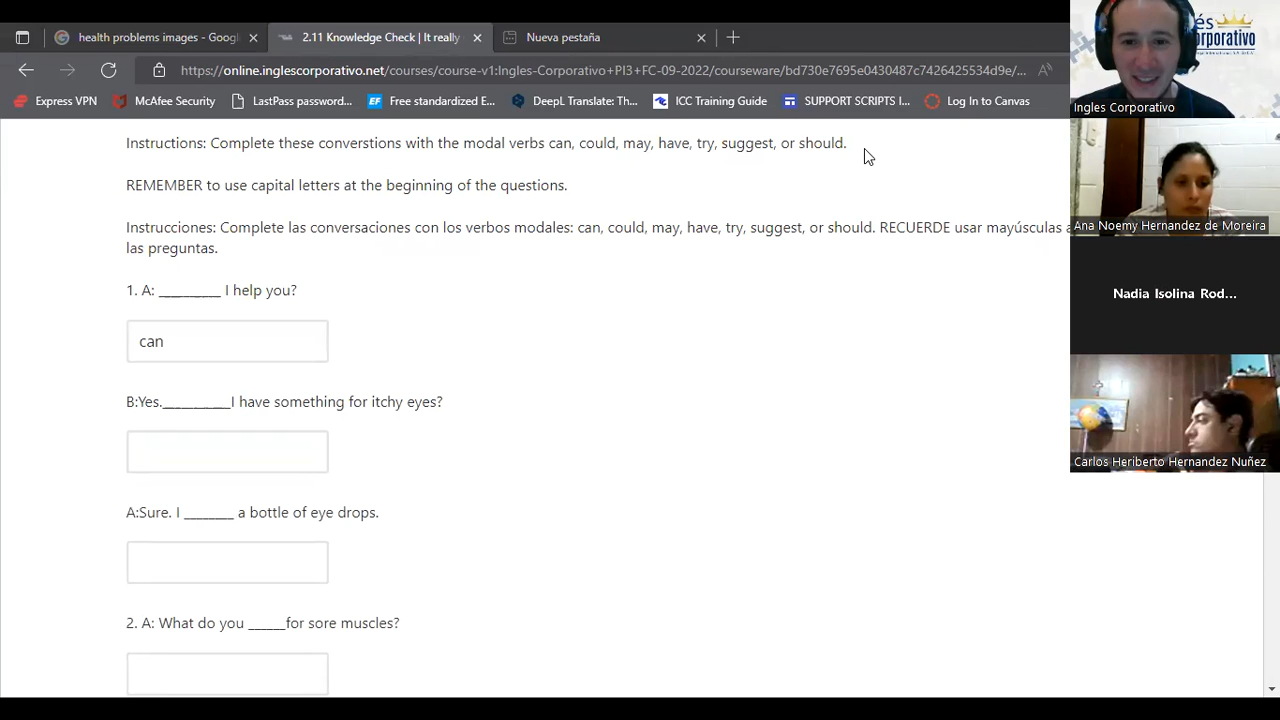 health problems images - Googl
2.11 Knowledge Check | It really
Nueva pestaña
https://online.inglescorporativo.net/courses/course-v1:Ingles-Corporativo+PI3+FC-09-2022/courseware/bd730e7695e0430487c7426425534d9e/...
Express VPN
McAfee Security
LastPass password...
EF Free standardized E...
DeepL Translate: Th...
ICC Training Guide
SUPPORT SCRIPTS I...
Log In to Canvas
Instructions: Complete these converstions with the modal verbs can, could, may, have, try, suggest, or should.
REMEMBER to use capital letters at the beginning of the questions.
Instrucciones: Complete las conversaciones con los verbos modales: can, could, may, have, try, suggest, or should. RECUERDE usar mayúsculas a
las preguntas.
1. A: __________ I help you?
can
B:Yes.___________I have something for itchy eyes?
A:Sure. I ________ a bottle of eye drops.
2. A: What do you ______for sore muscles?
és
Corporativo
Ingles Corporativo
Ana Noemy Hernandez de Moreira
Nadia Isolina Rod...
Carlos Heriberto Hernandez Nuñez